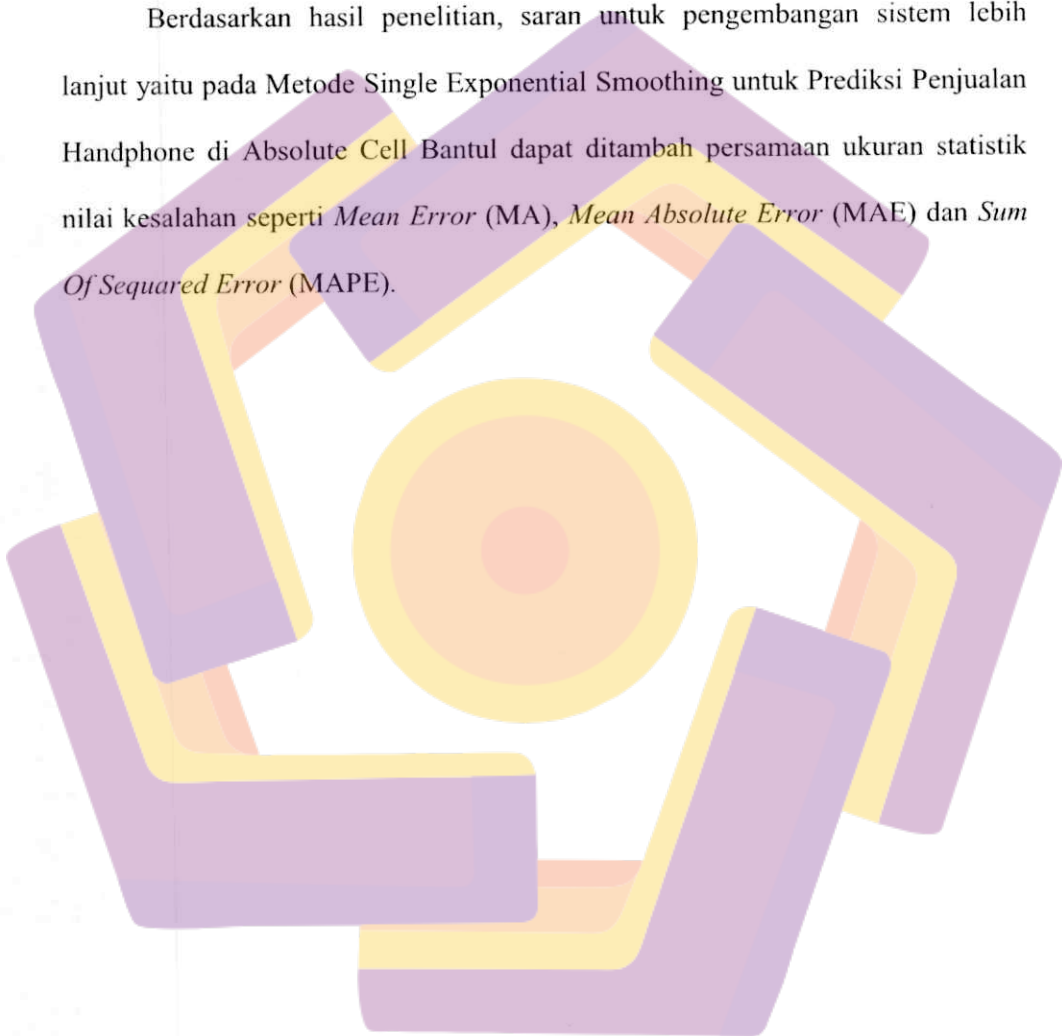 Berdasarkan hasil penelitian, saran untuk pengembangan sistem lebih
lanjut yaitu pada Metode Single Exponential Smoothing untuk Prediksi Penjualan
Handphone di Absolute Cell Bantul dapat ditambah persamaan ukuran statistik
nilai kesalahan seperti Mean Error (MA), Mean Absolute Error (MAE) dan Sum
Of Sequared Error (MAPE).